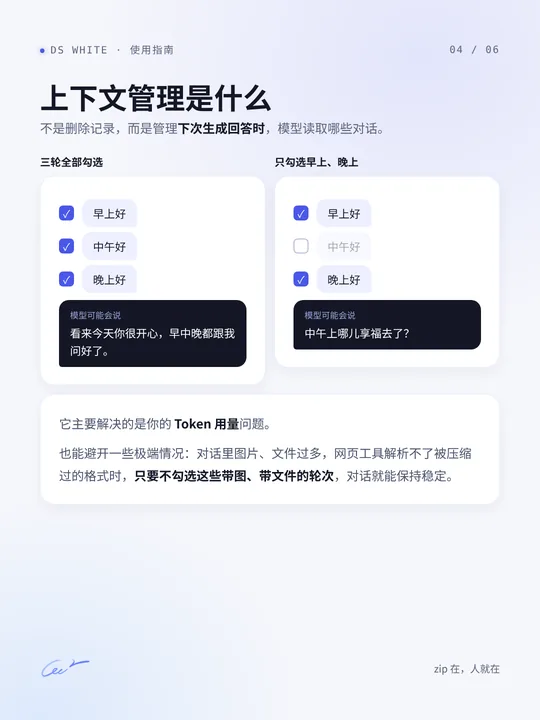 DS WHITE · 使用指南
04 / 06
上下文管理是什么
不是删除记录，而是管理下次生成回答时，模型读取哪些对话。
三轮全部勾选
早上好
中午好
晚上好
模型可能会说
看来今天你很开心，早中晚都跟我
问好了。
只勾选早上、晚上
早上好
中午好
晚上好
模型可能会说
中午上哪儿享福去了？
它主要解决的是你的 Token 用量问题。
也能避开一些极端情况：对话里图片、文件过多，网页工具解析不了被压缩
过的格式时，只要不勾选这些带图、带文件的轮次，对话就能保持稳定。
zip 在，人就在